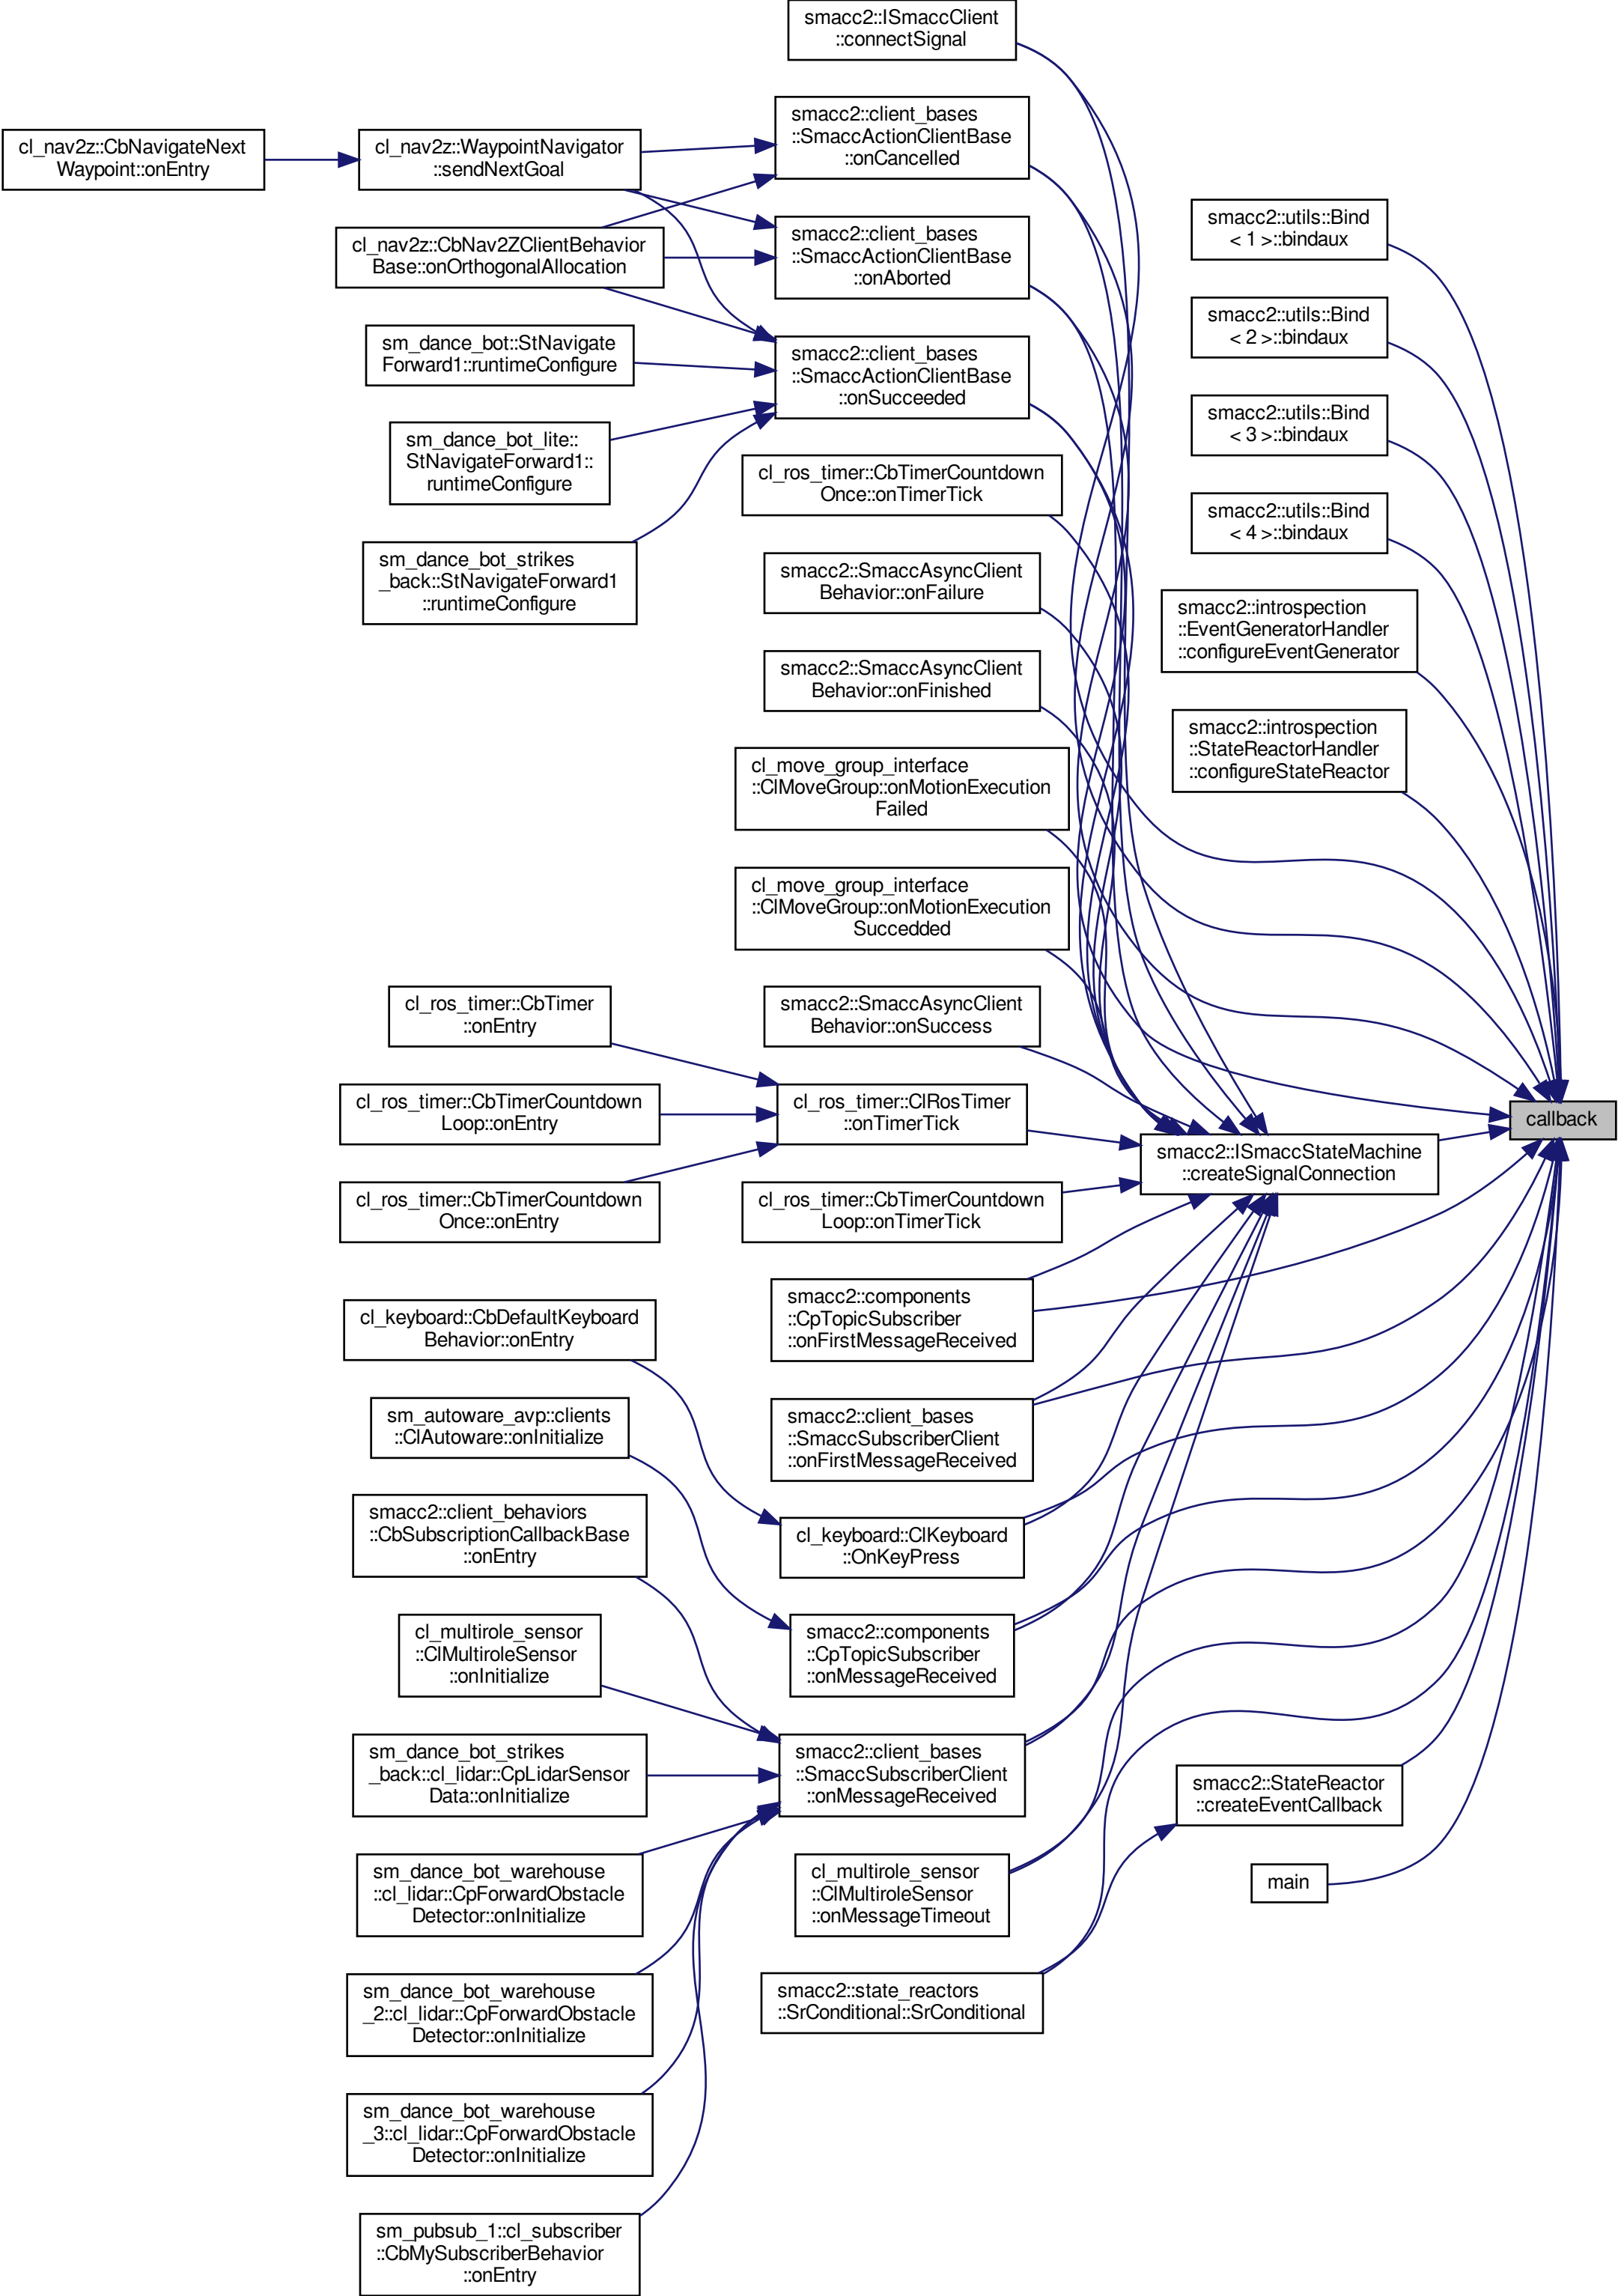 smacc2::ISmaccClient
::connectSignal
smacc2::client_bases
::SmaccActionClientBase
::onCancelled
cl_nav2z::CbNavigateNext
Waypoint::onEntry
cl_nav2z::WaypointNavigator
::sendNextGoal
smacc2::client_bases
::SmaccActionClientBase
::onAborted
cl_nav2z::CbNav2ZClientBehavior
Base::onOrthogonalAllocation
smacc2::utils::Bind
< 1 >::bindaux
smacc2::utils::Bind
< 2 >::bindaux
sm_dance_bot::StNavigate
Forward1::runtimeConfigure
smacc2::client_bases
::SmaccActionClientBase
::onSucceeded
smacc2::utils::Bind
< 3 >::bindaux
sm_dance_bot_lite::
StNavigateForward1::
runtimeConfigure
cl_ros_timer::CbTimerCountdown
Once::onTimerTick
smacc2::utils::Bind
< 4 >::bindaux
sm_dance_bot_strikes
_back::StNavigateForward1
::runtimeConfigure
smacc2::SmaccAsyncClient
Behavior::onFailure
smacc2::introspection
::EventGeneratorHandler
::configureEventGenerator
smacc2::SmaccAsyncClient
Behavior::onFinished
smacc2::introspection
::StateReactorHandler
::configureStateReactor
cl_move_group_interface
::ClMoveGroup::onMotionExecution
Failed
cl_move_group_interface
::ClMoveGroup::onMotionExecution
Succedded
cl_ros_timer::CbTimer
::onEntry
smacc2::SmaccAsyncClient
Behavior::onSuccess
cl_ros_timer::CbTimerCountdown
Loop::onEntry
cl_ros_timer::ClRosTimer
::onTimerTick
callback
smacc2::ISmaccStateMachine
::createSignalConnection
cl_ros_timer::CbTimerCountdown
Once::onEntry
cl_ros_timer::CbTimerCountdown
Loop::onTimerTick
smacc2::components
::CpTopicSubscriber
::onFirstMessageReceived
cl_keyboard::CbDefaultKeyboard
Behavior::onEntry
sm_autoware_avp::clients
::ClAutoware::onInitialize
smacc2::client_bases
::SmaccSubscriberClient
::onFirstMessageReceived
smacc2::client_behaviors
::CbSubscriptionCallbackBase
::onEntry
cl_keyboard::ClKeyboard
::OnKeyPress
cl_multirole_sensor
::ClMultiroleSensor
::onInitialize
smacc2::components
::CpTopicSubscriber
::onMessageReceived
sm_dance_bot_strikes
_back::cl_lidar::CpLidarSensor
Data::onInitialize
smacc2::client_bases
::SmaccSubscriberClient
::onMessageReceived
smacc2::StateReactor
::createEventCallback
sm_dance_bot_warehouse
::cl_lidar::CpForwardObstacle
Detector::onInitialize
cl_multirole_sensor
::ClMultiroleSensor
::onMessageTimeout
main
sm_dance_bot_warehouse
_2::cl_lidar::CpForwardObstacle
Detector::onInitialize
smacc2::state_reactors
::SrConditional::SrConditional
sm_dance_bot_warehouse
_3::cl_lidar::CpForwardObstacle
Detector::onInitialize
sm_pubsub_1::cl_subscriber
::CbMySubscriberBehavior
::onEntry